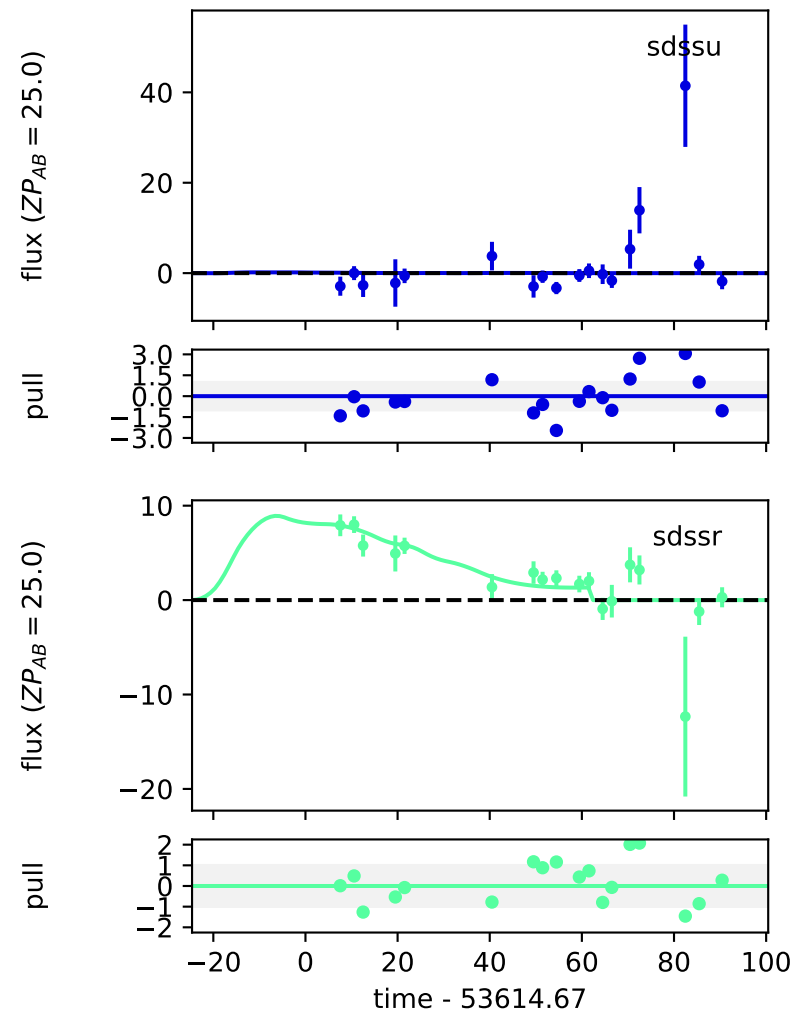 sdssu
flux ($ZP_{AB}$ = 25.0)
40
20
0
pull
3.0
1.5
0.0
−1.5
−3.0
sdssr
flux ($ZP_{AB}$ = 25.0)
10
0
−10
−20
pull
2
1
0
−1
−2
−20 0 20 40 60 80 100
time - 53614.67